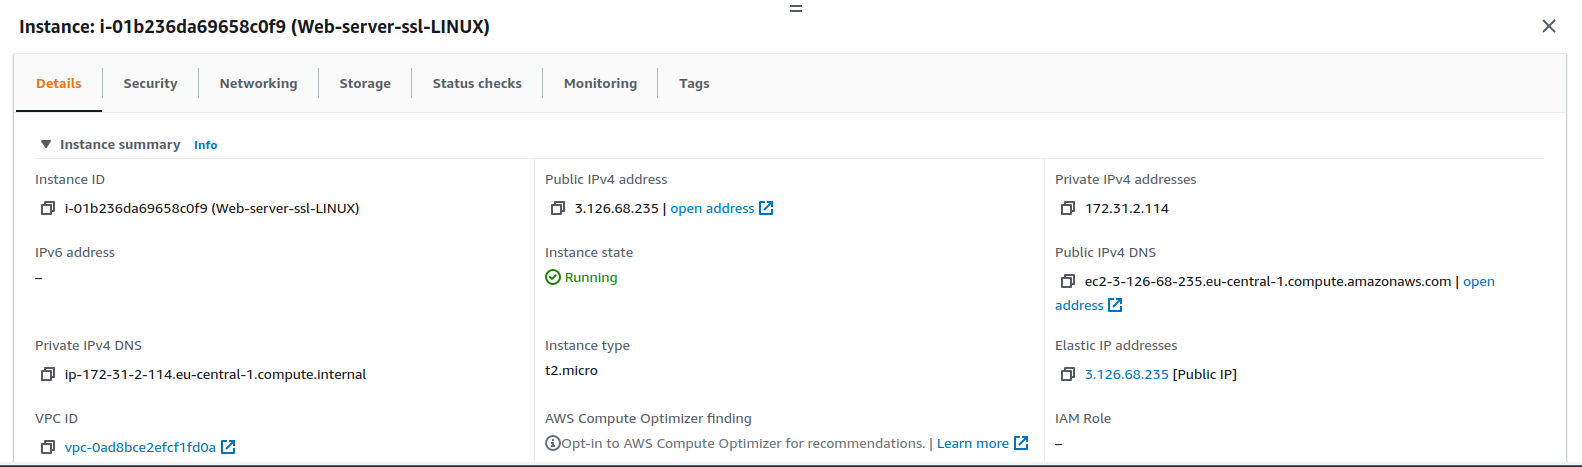 Instance: i-01b236da69658c0f9 (Web-server-ssl-LINUX)
Details Security Networking Storage Status checks Monitoring Tags
Instance summary Info
Instance ID
i-01b236da69658c0f9 (Web-server-ssl-LINUX)
Public IPv4 address
3.126.68.235 | open address
Private IPv4 addresses
172.31.2.114
IPv6 address
–
Instance state
Running
Public IPv4 DNS
ec2-3-126-68-235.eu-central-1.compute.amazonaws.com | open
address
Private IPv4 DNS
ip-172-31-2-114.eu-central-1.compute.internal
Instance type
t2.micro
Elastic IP addresses
3.126.68.235 [Public IP]
VPC ID
vpc-0ad8bce2efcf1fd0a
AWS Compute Optimizer finding
Opt-in to AWS Compute Optimizer for recommendations. | Learn more
IAM Role
–